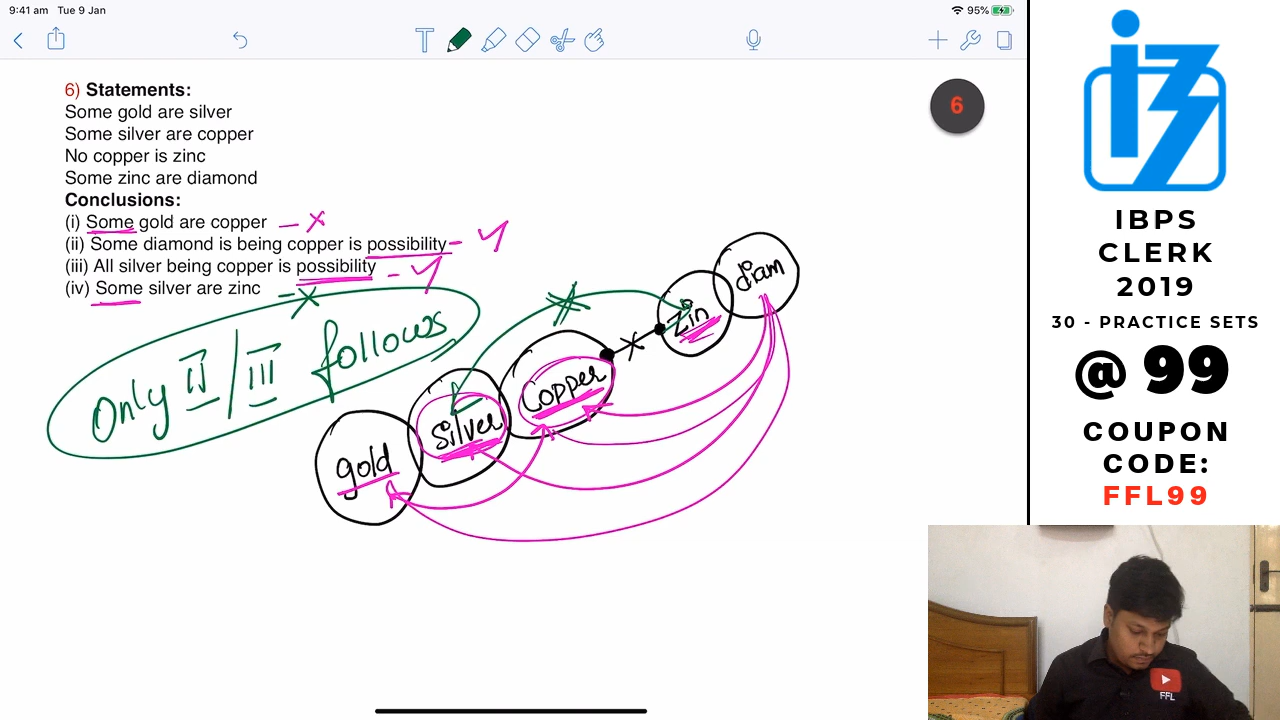 9:41 am Tue 9 Jan
95%
6) Statements:
Some gold are silver
Some silver are copper
No copper is zinc
Some zinc are diamond
Conclusions:
(i) Some gold are copper - x
(ii) Some diamond is being copper is possibility - Y
(iii) All silver being copper is possibility - Y
(iv) Some silver are zinc - x
Only II/III follows
gold
Silver
Copper
Zin
diam
6
IBPS
CLERK
2019
30 - PRACTICE SETS
@ 99
COUPON
CODE:
FFL99
FFL